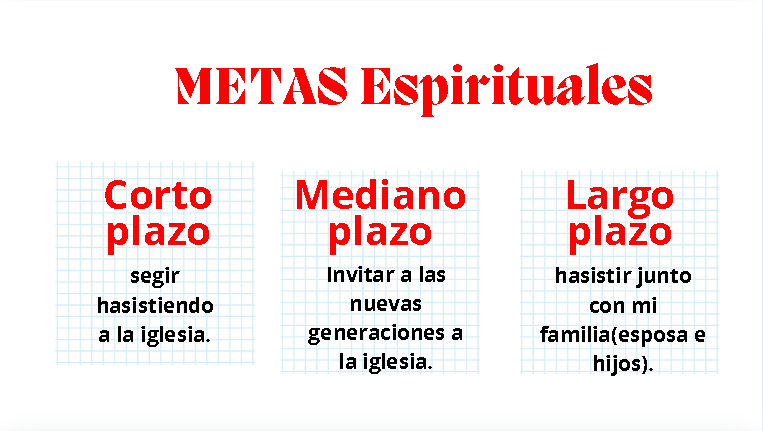 METAS Espirituales
Corto
plazo
segir
hasistiendo
a la iglesia.
Mediano
plazo
Invitar a las
nuevas
generaciones a
la iglesia.
Largo
plazo
hasistir junto
con mi
familia(esposa e
hijos).